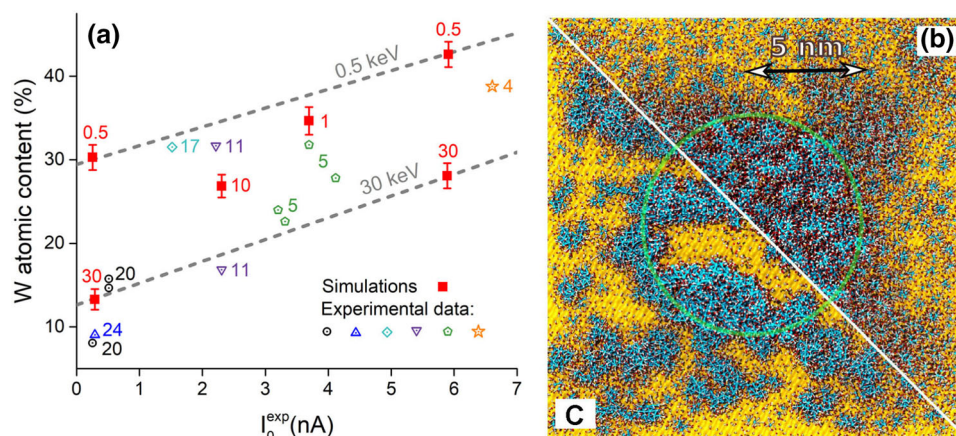 (a)
W atomic content (%)
40
30
20
10
0.5
0.5 keV
0.5
4
17
11
1
5
10
5
30
30 keV
30
20
11
24
20
Simulations
Experimental data:
0 1 2 3 4 5 6 7
I₀ᵉˣᵖ(nA)
(b)
5 nm
C